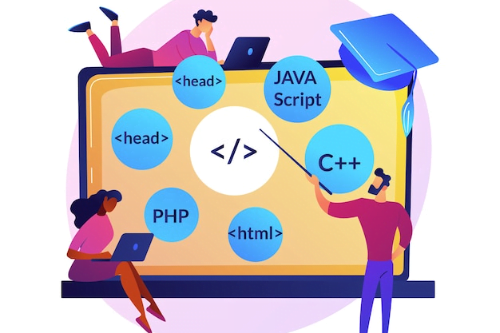 <head>
JAVA
Script
<head>
</>
C++
PHP
<html>